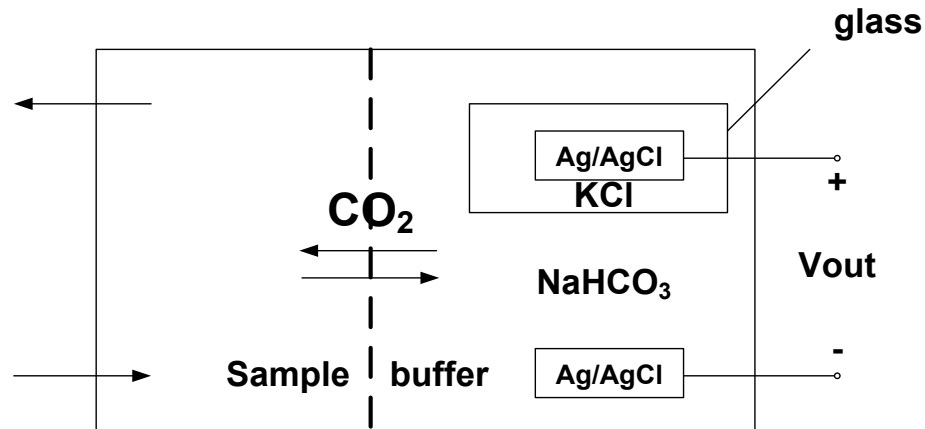 glass
Ag/AgCl
KCl
+
CO₂
Vout
NaHCO₃
-
Sample buffer
Ag/AgCl